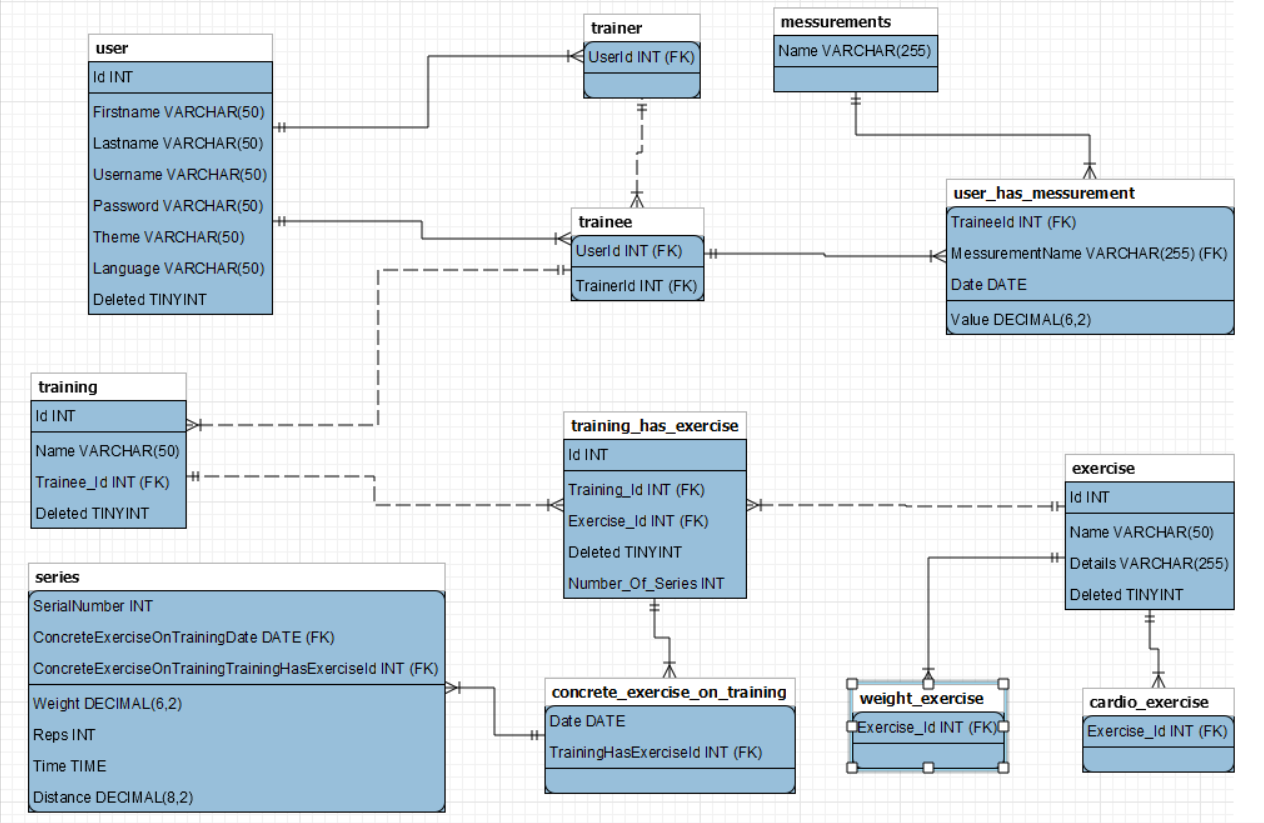 user
Id INT
Firstname VARCHAR(50)
Lastname VARCHAR(50)
Username VARCHAR(50)
Password VARCHAR(50)
Theme VARCHAR(50)
Language VARCHAR(50)
Deleted TINYINT
trainer
UserId INT (FK)
messurements
Name VARCHAR(255)
trainee
UserId INT (FK)
TrainerId INT (FK)
user_has_messurement
TraineeId INT (FK)
MessurementName VARCHAR(255) (FK)
Date DATE
Value DECIMAL(6,2)
training
Id INT
Name VARCHAR(50)
Trainee_Id INT (FK)
Deleted TINYINT
training_has_exercise
Id INT
Training_Id INT (FK)
Exercise_Id INT (FK)
Deleted TINYINT
Number_Of_Series INT
exercise
Id INT
Name VARCHAR(50)
Details VARCHAR(255)
Deleted TINYINT
series
SerialNumber INT
ConcreteExerciseOnTrainingDate DATE (FK)
ConcreteExerciseOnTrainingTrainingHasExerciseId INT (FK)
Weight DECIMAL(6,2)
Reps INT
Time TIME
Distance DECIMAL(8,2)
concrete_exercise_on_training
Date DATE
TrainingHasExerciseId INT (FK)
weight_exercise
Exercise_Id INT (FK)
cardio_exercise
Exercise_Id INT (FK)